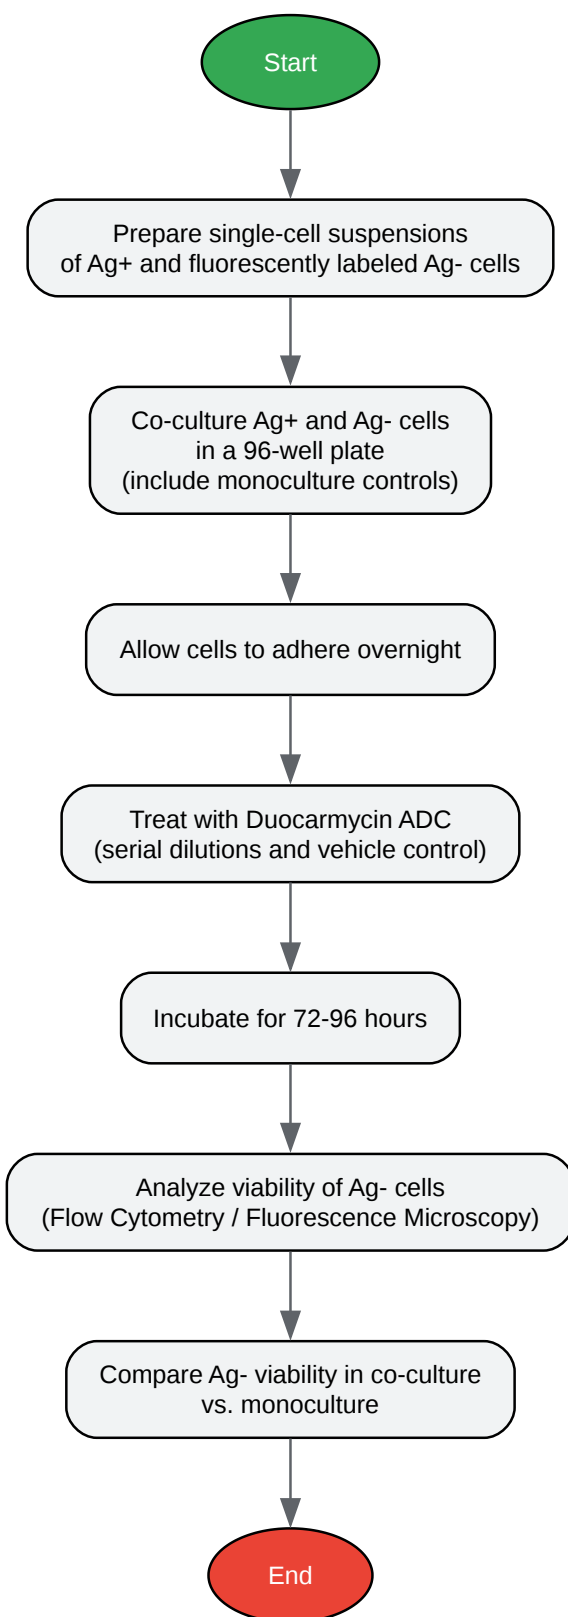 Start
Prepare single-cell suspensions
of Ag+ and fluorescently labeled Ag- cells
Co-culture Ag+ and Ag- cells
in a 96-well plate
(include monoculture controls)
Allow cells to adhere overnight
Treat with Duocarmycin ADC
(serial dilutions and vehicle control)
Incubate for 72-96 hours
Analyze viability of Ag- cells
(Flow Cytometry / Fluorescence Microscopy)
Compare Ag- viability in co-culture
vs. monoculture
End